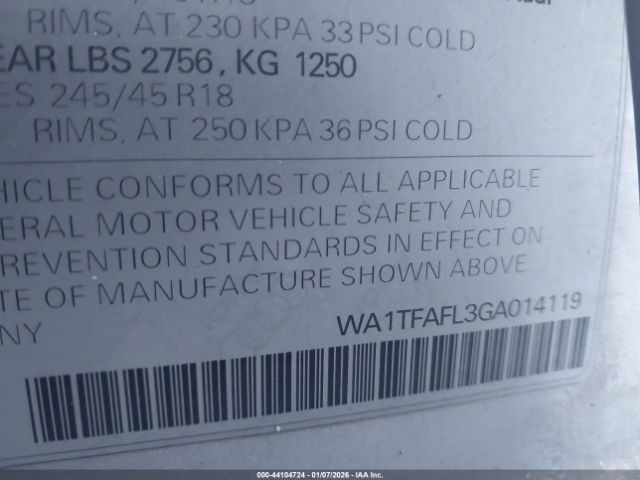 RIMS, AT 230 KPA 33 PSI COLD
EAR LBS 2756, KG 1250
ES 245/45 R18
RIMS, AT 250 KPA 36 PSI COLD
HICLE CONFORMS TO ALL APPLICABLE
ERAL MOTOR VEHICLE SAFETY AND
REVENTION STANDARDS IN EFFECT ON
TE OF MANUFACTURE SHOWN ABOVE
NY
WA1TFAFL3GA014119
000-44104724 | 01/07/2026 | IAA Inc.